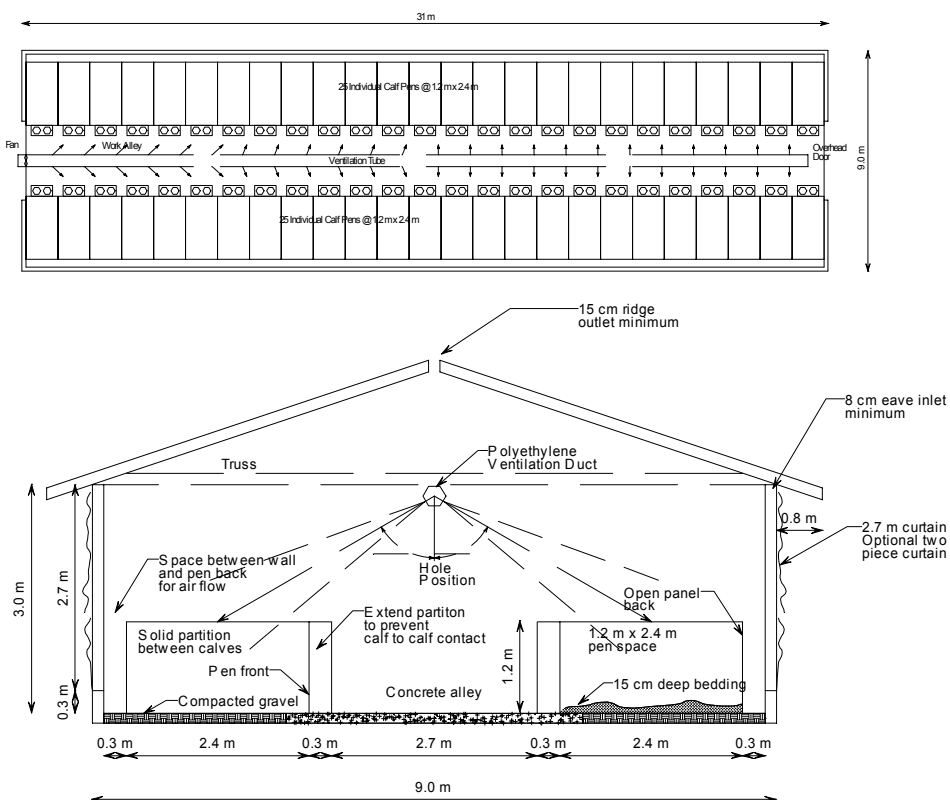 31 m
25 Individual Calf Pens @ 1.2 m x 2.4 m
Fan
Work Alley
Ventilation Tube
Overhead
Door
9.0 m
25 Individual Calf Pens @ 1.2 m x 2.4 m
15 cm ridge
outlet minimum
8 cm eave inlet
minimum
Truss
Polyethylene
Ventilation Duct
0.8 m
2.7 m curtain
Optional two
piece curtain
Space between wall
and pen back
for air flow
Hole
Position
3.0 m
2.7 m
Extend partiton
to prevent
calf to calf contact
Open panel
back
Solid partition
between calves
1.2 m x 2.4 m
pen space
1.2 m
Pen front
Concrete alley
15 cm deep bedding
Compacted gravel
0.3 m
0.3 m
2.4 m
0.3 m
2.7 m
0.3 m
2.4 m
0.3 m
9.0 m